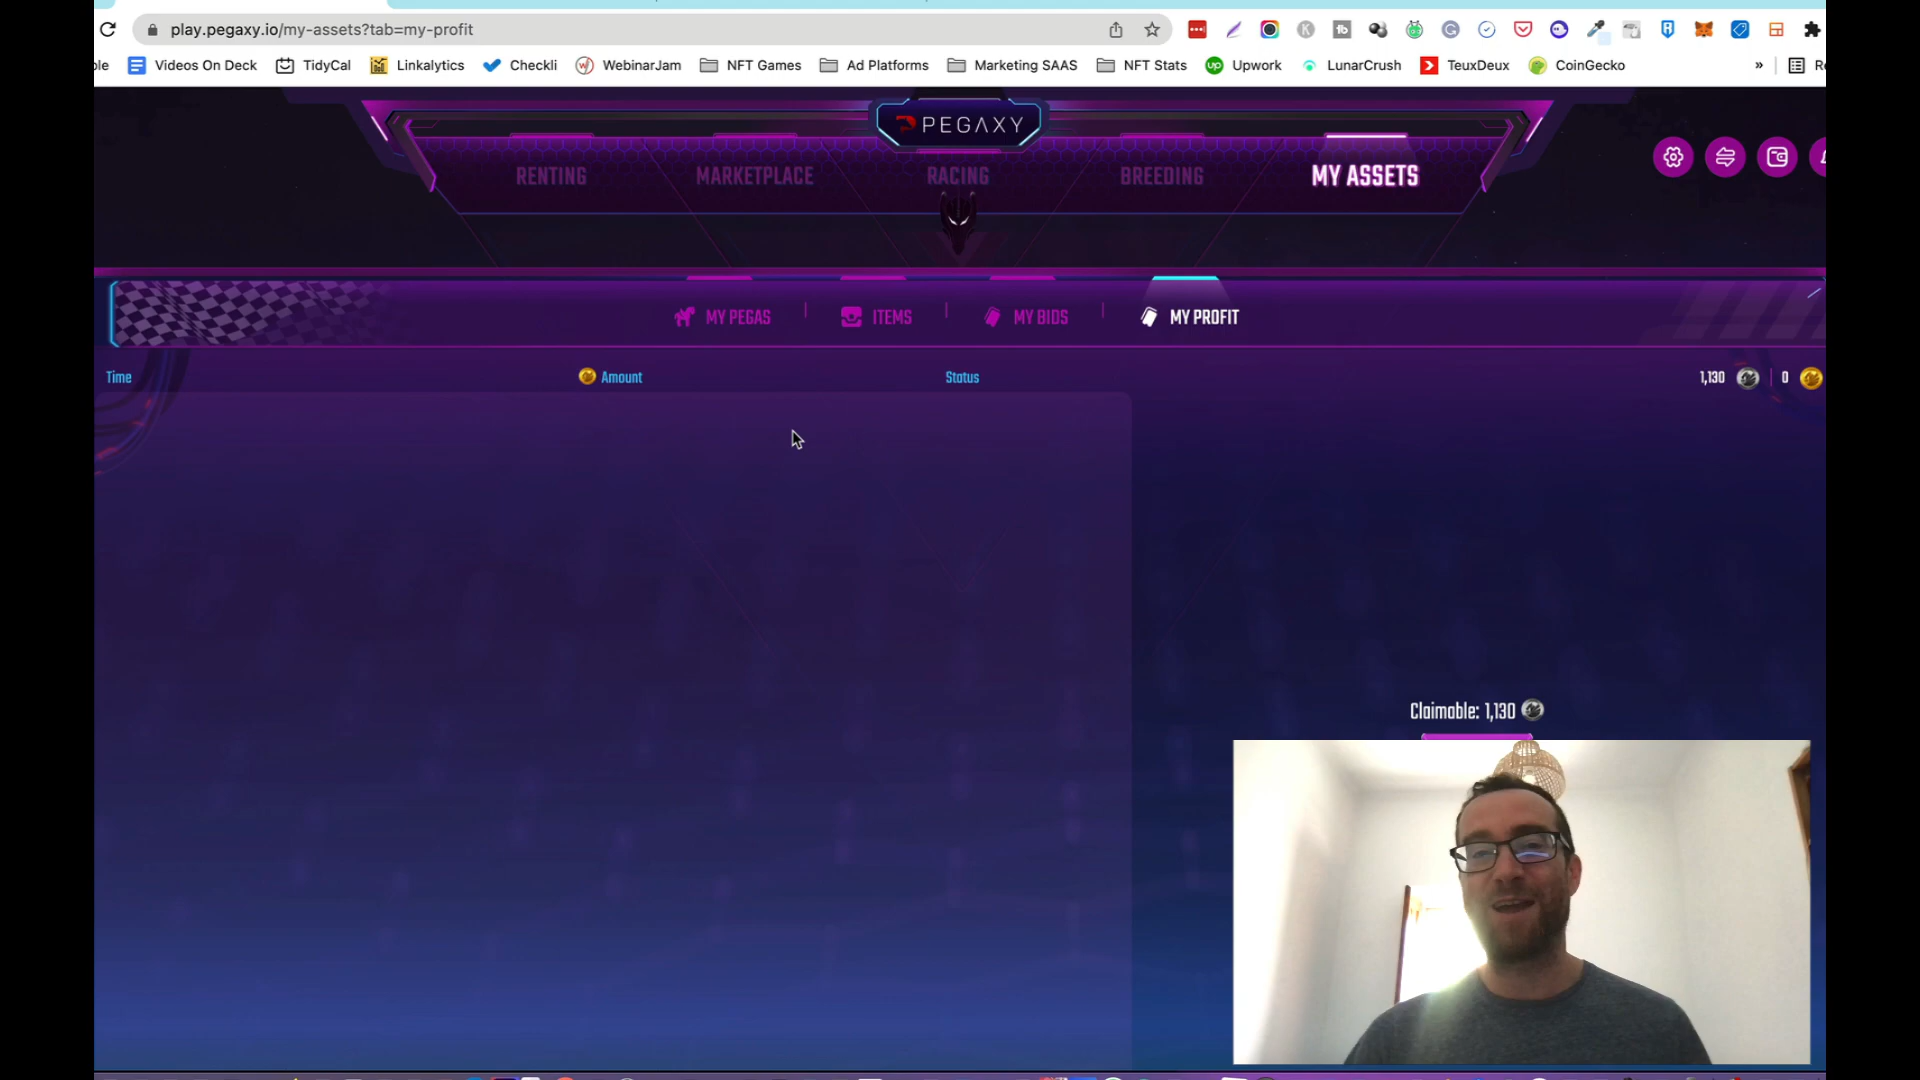 play.pegaxy.io/my-assets?tab=my-profit
ole Videos On Deck TidyCal Linkalytics Checkli WebinarJam NFT Games Ad Platforms Marketing SAAS NFT Stats Upwork LunarCrush TeuxDeux CoinGecko » Re
PEGAXY
RENTING MARKETPLACE RACING BREEDING MY ASSETS
MY PEGAS ITEMS MY BIDS MY PROFIT
Time Amount Status 1,130 0
Claimable: 1,130